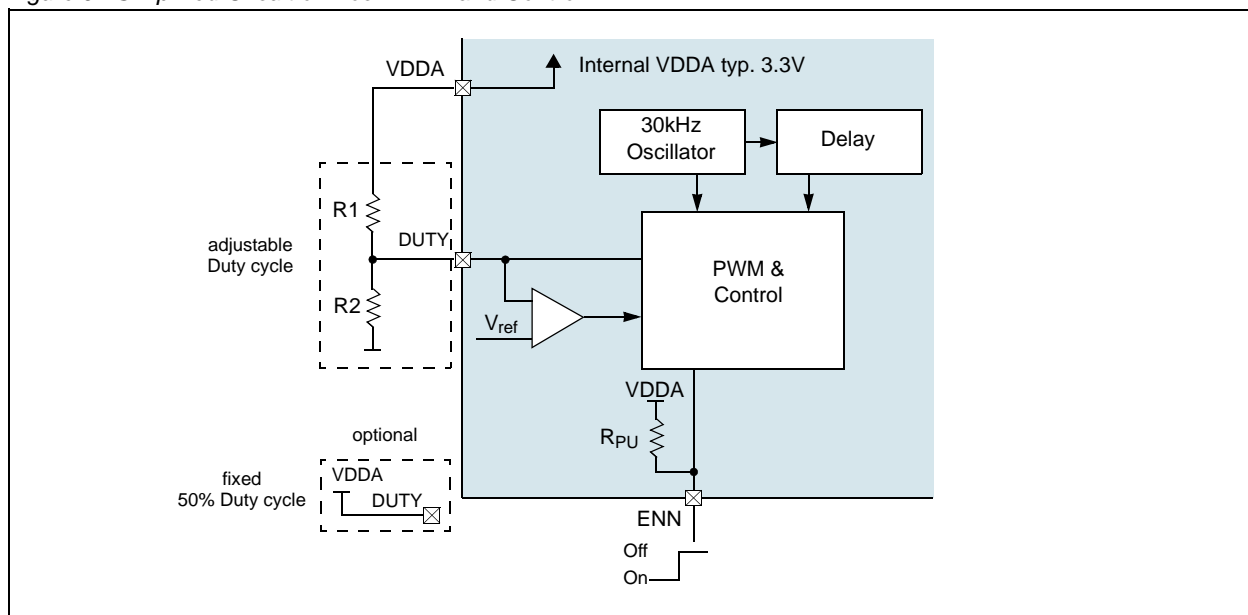 VDDA
Internal VDDA typ. 3.3V
30kHz
Oscillator
Delay
R1
adjustable
Duty cycle
DUTY
PWM &
Control
R2
Vref
VDDA
RPU
optional
fixed
50% Duty cycle
VDDA
DUTY
ENN
Off
On